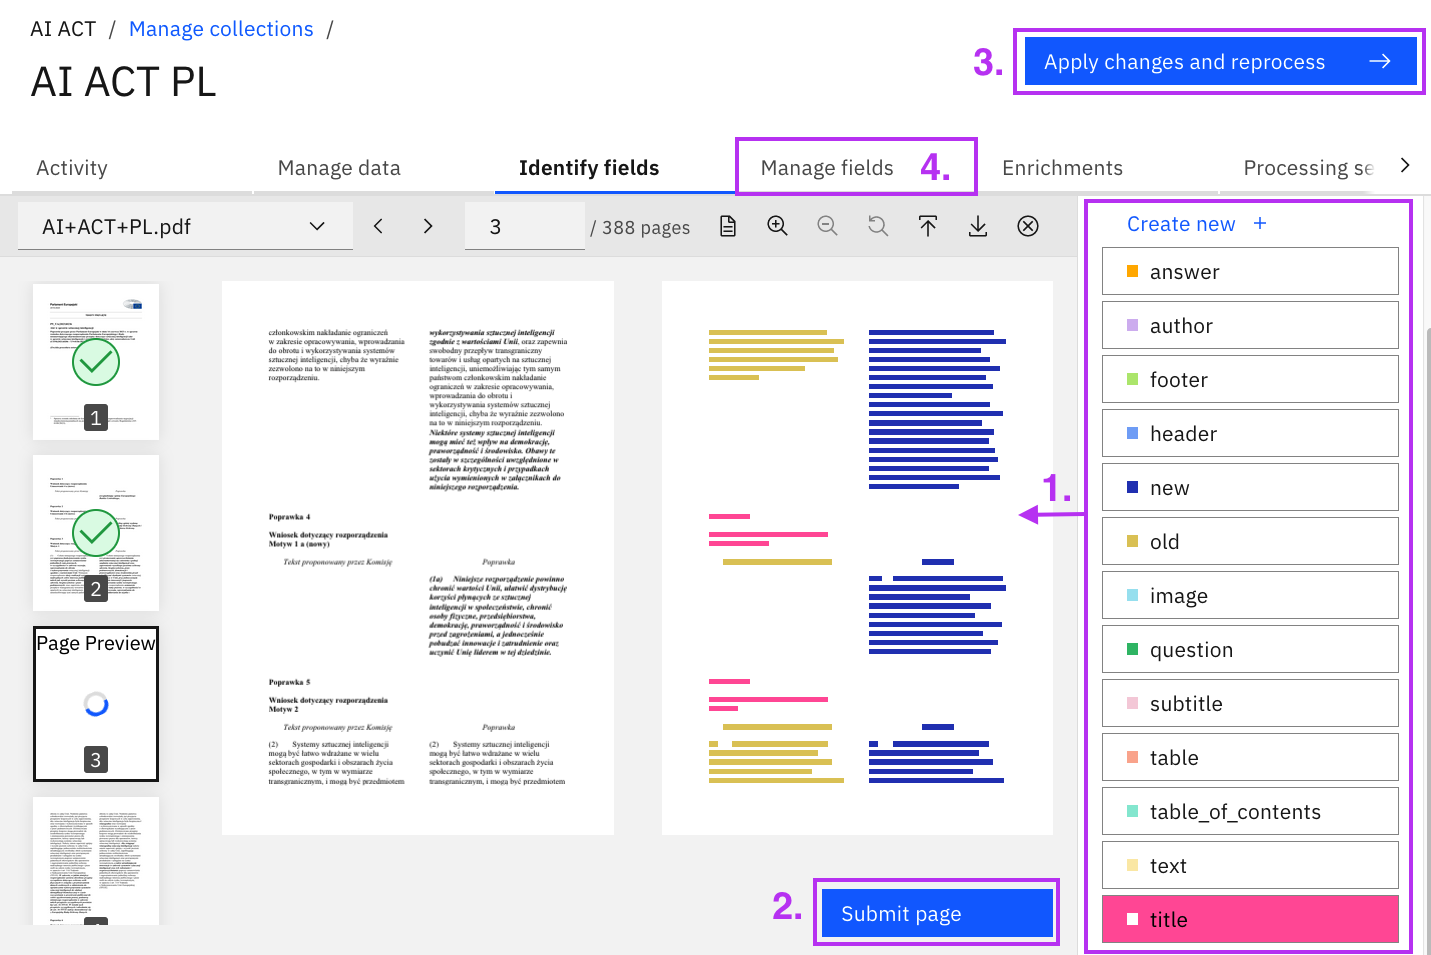 AI ACT / Manage collections /
AI ACT PL
3. Apply changes and reprocess
Activity
Manage data
Identify fields
Manage fields 4.
Enrichments
Processing se
AI+ACT+PL.pdf
3 / 388 pages
1
2
Page Preview
3
członkowskim nakładanie ograniczeń
w zakresie opracowywania, wprowadzania
do obrotu i wykorzystywania systemów
sztucznej inteligencji, chyba że wyraźnie
zezwolono na to w niniejszym
rozporządzeniu.
wykorzystywania sztucznej inteligencji
zgodnie z wartościami Unii, oraz zapewnia
swobodny przepływ transgraniczny
towarów i usług opartych na sztucznej
inteligencji, uniemożliwiając tym samym
państwom członkowskim nakładanie
ograniczeń w zakresie opracowywania,
wprowadzania do obrotu i
wykorzystywania systemów sztucznej
inteligencji, chyba że wyraźnie zezwolono
na to w niniejszym rozporządzeniu.
Niektóre systemy sztucznej inteligencji
mogą mieć też wpływ na demokrację,
praworządność i środowisko. Obawy te
zostały w szczególności uwzględnione w
sektorach krytycznych i przypadkach
użycia wymienionych w załącznikach do
niniejszego rozporządzenia.
Poprawka 4
Wniosek dotyczący rozporządzenia
Motyw 1 a (nowy)
Tekst proponowany przez Komisję
Poprawka
(1a) Niniejsze rozporządzenie powinno
chronić wartości Unii, ułatwić dystrybucję
korzyści płynących ze sztucznej
inteligencji w społeczeństwie, chronić
osoby fizyczne, przedsiębiorstwa,
demokrację, praworządność i środowisko
przed zagrożeniami, a jednocześnie
pobudzać innowacje i zatrudnienie oraz
uczynić Unię liderem w tej dziedzinie.
Poprawka 5
Wniosek dotyczący rozporządzenia
Motyw 2
Tekst proponowany przez Komisję
Poprawka
(2) Systemy sztucznej inteligencji
mogą być łatwo wdrażane w wielu
sektorach gospodarki i obszarach życia
społecznego, w tym w wymiarze
transgranicznym, i mogą być przedmiotem
(2) Systemy sztucznej inteligencji
mogą być łatwo wdrażane w wielu
sektorach gospodarki i obszarach życia
społecznego, w tym w wymiarze
transgranicznym, i mogą być przedmiotem
1.
2. Submit page
Create new +
answer
author
footer
header
new
old
image
question
subtitle
table
table_of_contents
text
title